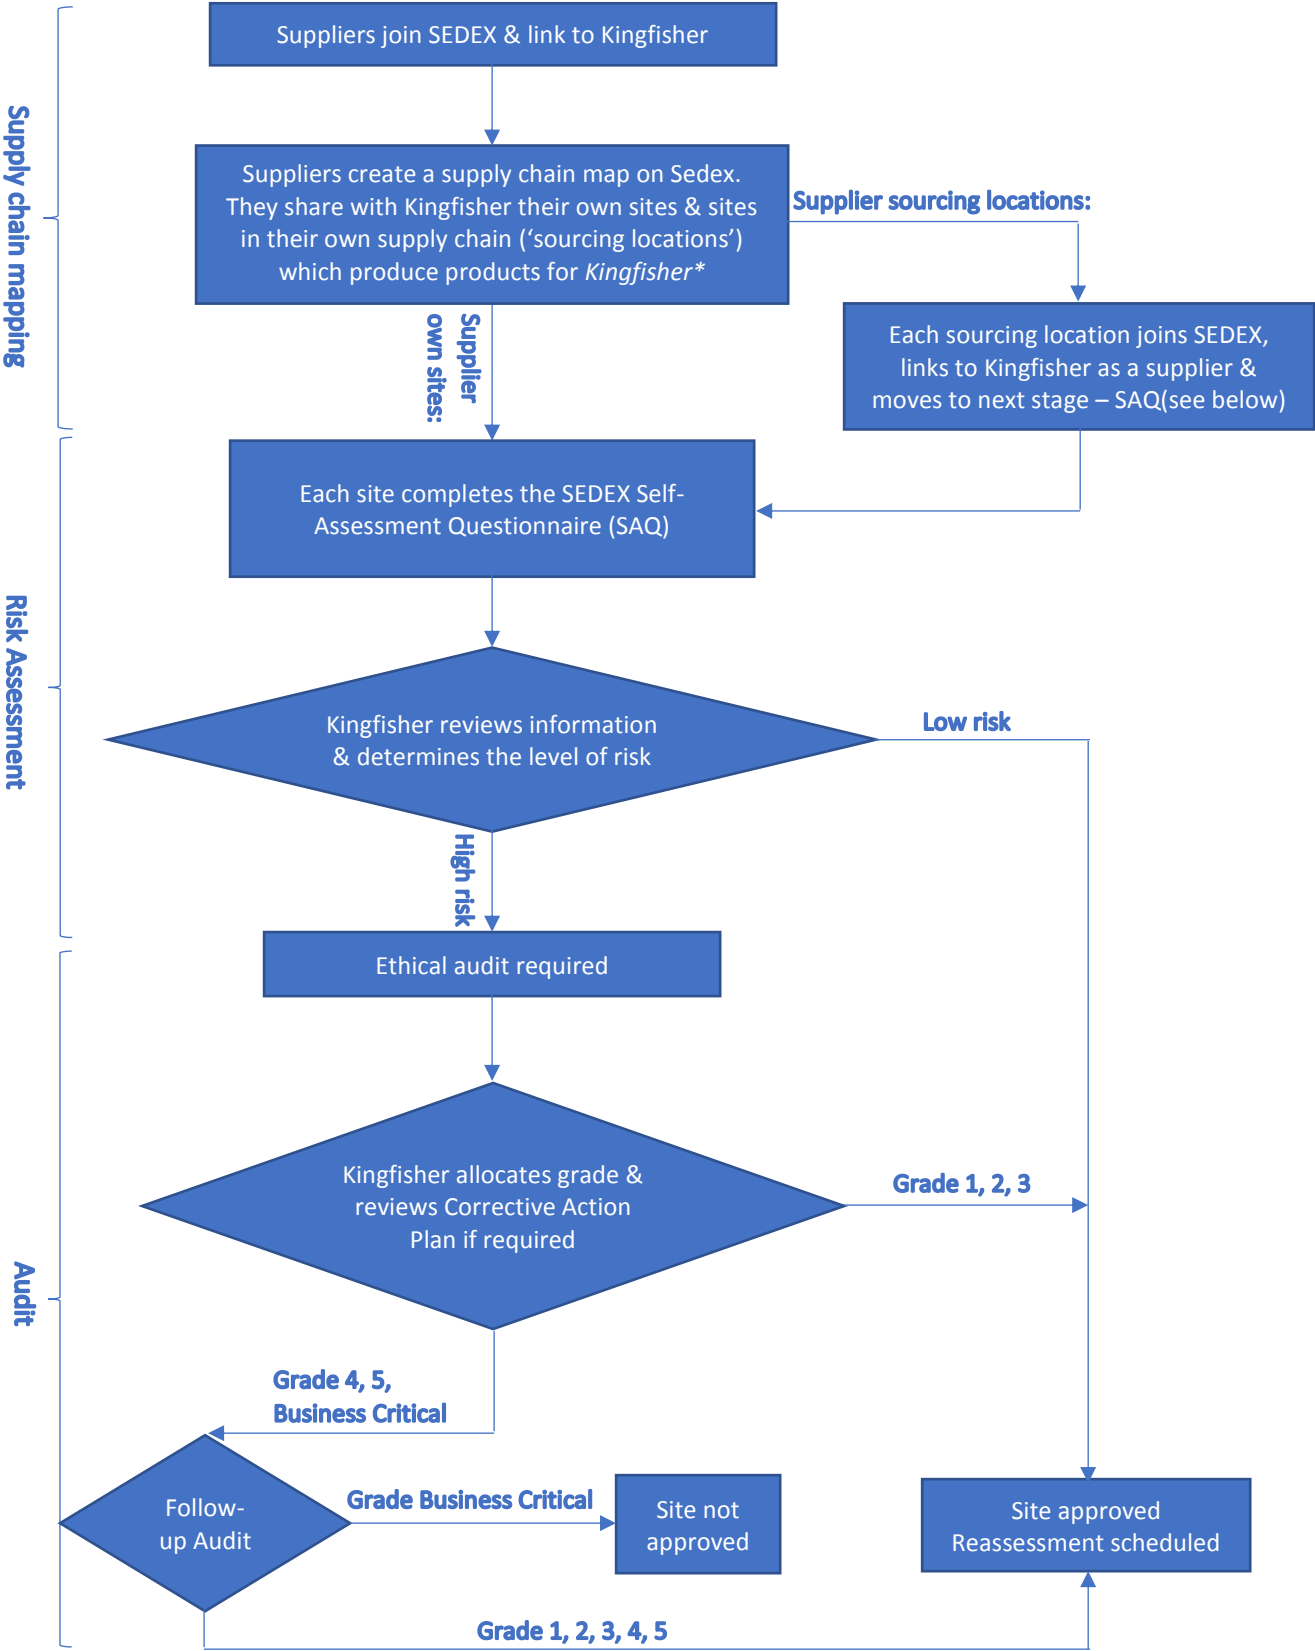 Suppliers join SEDEX & link to Kingfisher
Supply chain mapping
Suppliers create a supply chain map on Sedex.
They share with Kingfisher their own sites & sites
in their own supply chain (‘sourcing locations’)
which produce products for Kingfisher*
Supplier sourcing locations:
Supplier
own sites:
Each sourcing location joins SEDEX,
links to Kingfisher as a supplier &
moves to next stage – SAQ(see below)
Risk Assessment
Each site completes the SEDEX Self-
Assessment Questionnaire (SAQ)
Kingfisher reviews information
& determines the level of risk
Low risk
High risk
Audit
Ethical audit required
Kingfisher allocates grade &
reviews Corrective Action
Plan if required
Grade 1, 2, 3
Grade 4, 5,
Business Critical
Follow-
up Audit
Grade Business Critical
Site not
approved
Site approved
Reassessment scheduled
Grade 1, 2, 3, 4, 5